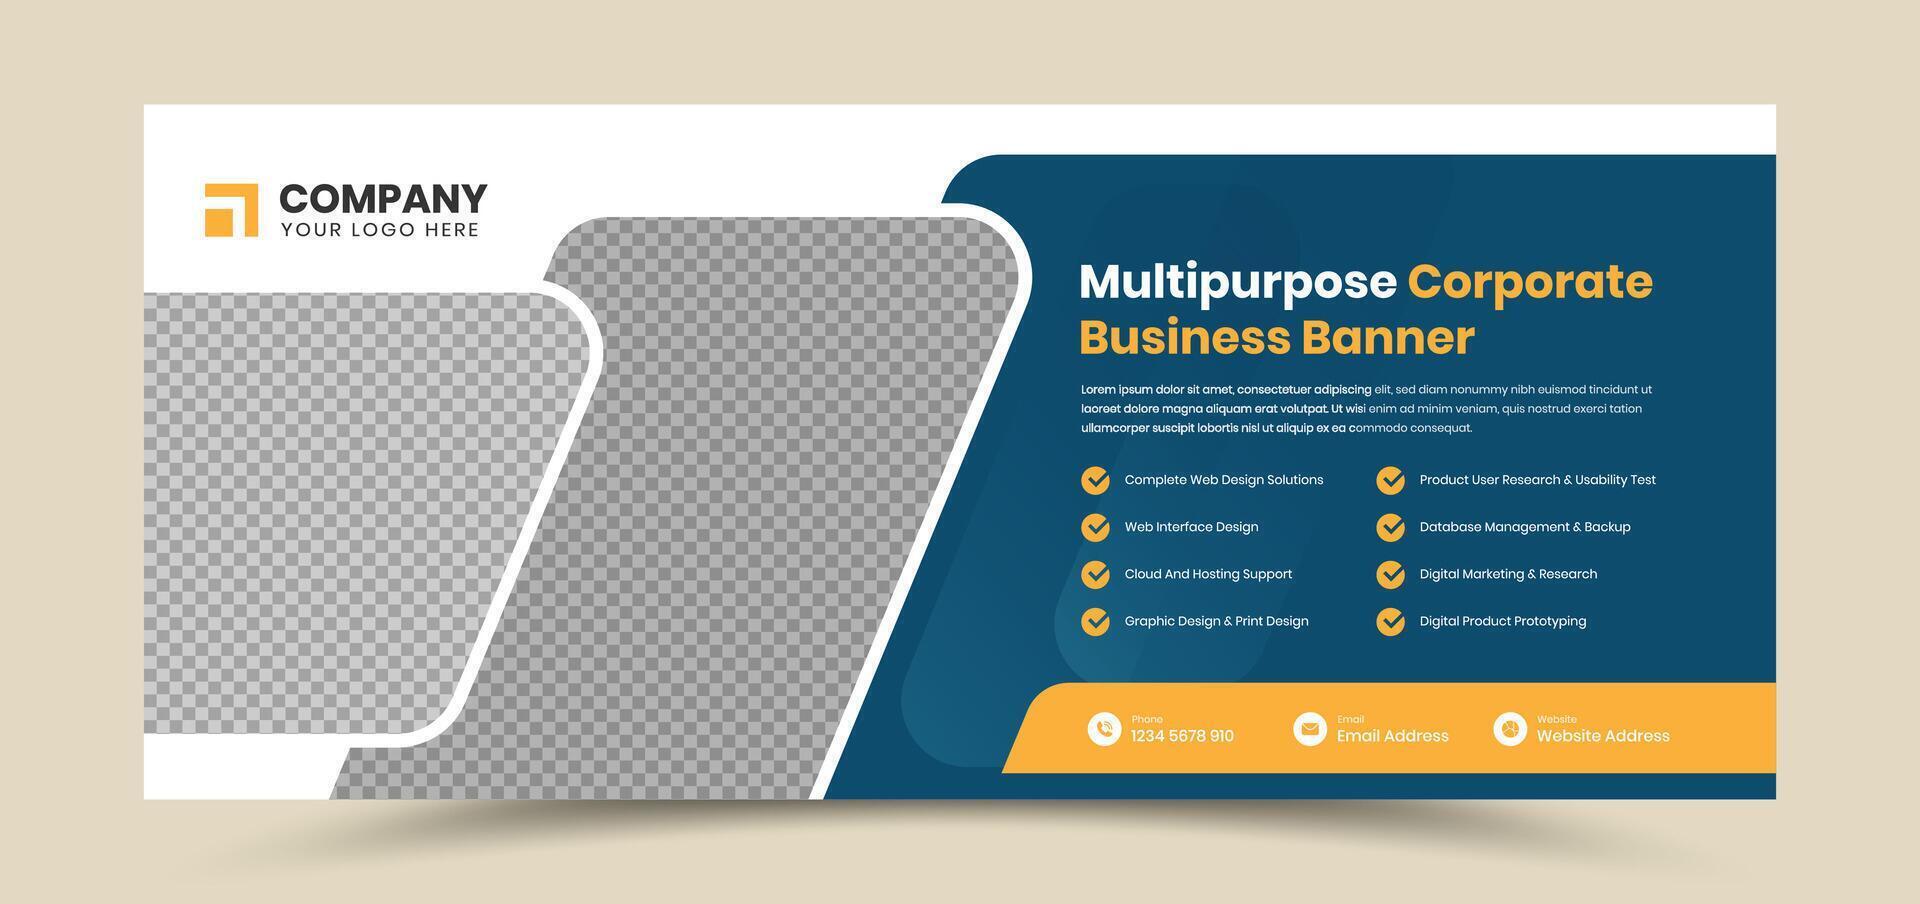 COMPANY
YOUR LOGO HERE
Multipurpose Corporate
Business Banner
Lorem ipsum dolor sit amet, consectetuer adipiscing elit, sed diam nonummy nibh euismod tincidunt ut
laoreet dolore magna aliquam erat volutpat. Ut wisi enim ad minim veniam, quis nostrud exerci tation
ullamcorper suscipit lobortis nisl ut aliquip ex ea commodo consequat.
Complete Web Design Solutions
Web Interface Design
Cloud And Hosting Support
Graphic Design & Print Design
Product User Research & Usability Test
Database Management & Backup
Digital Marketing & Research
Digital Product Prototyping
Phone
1234 5678 910
Email
Email Address
Website
Website Address